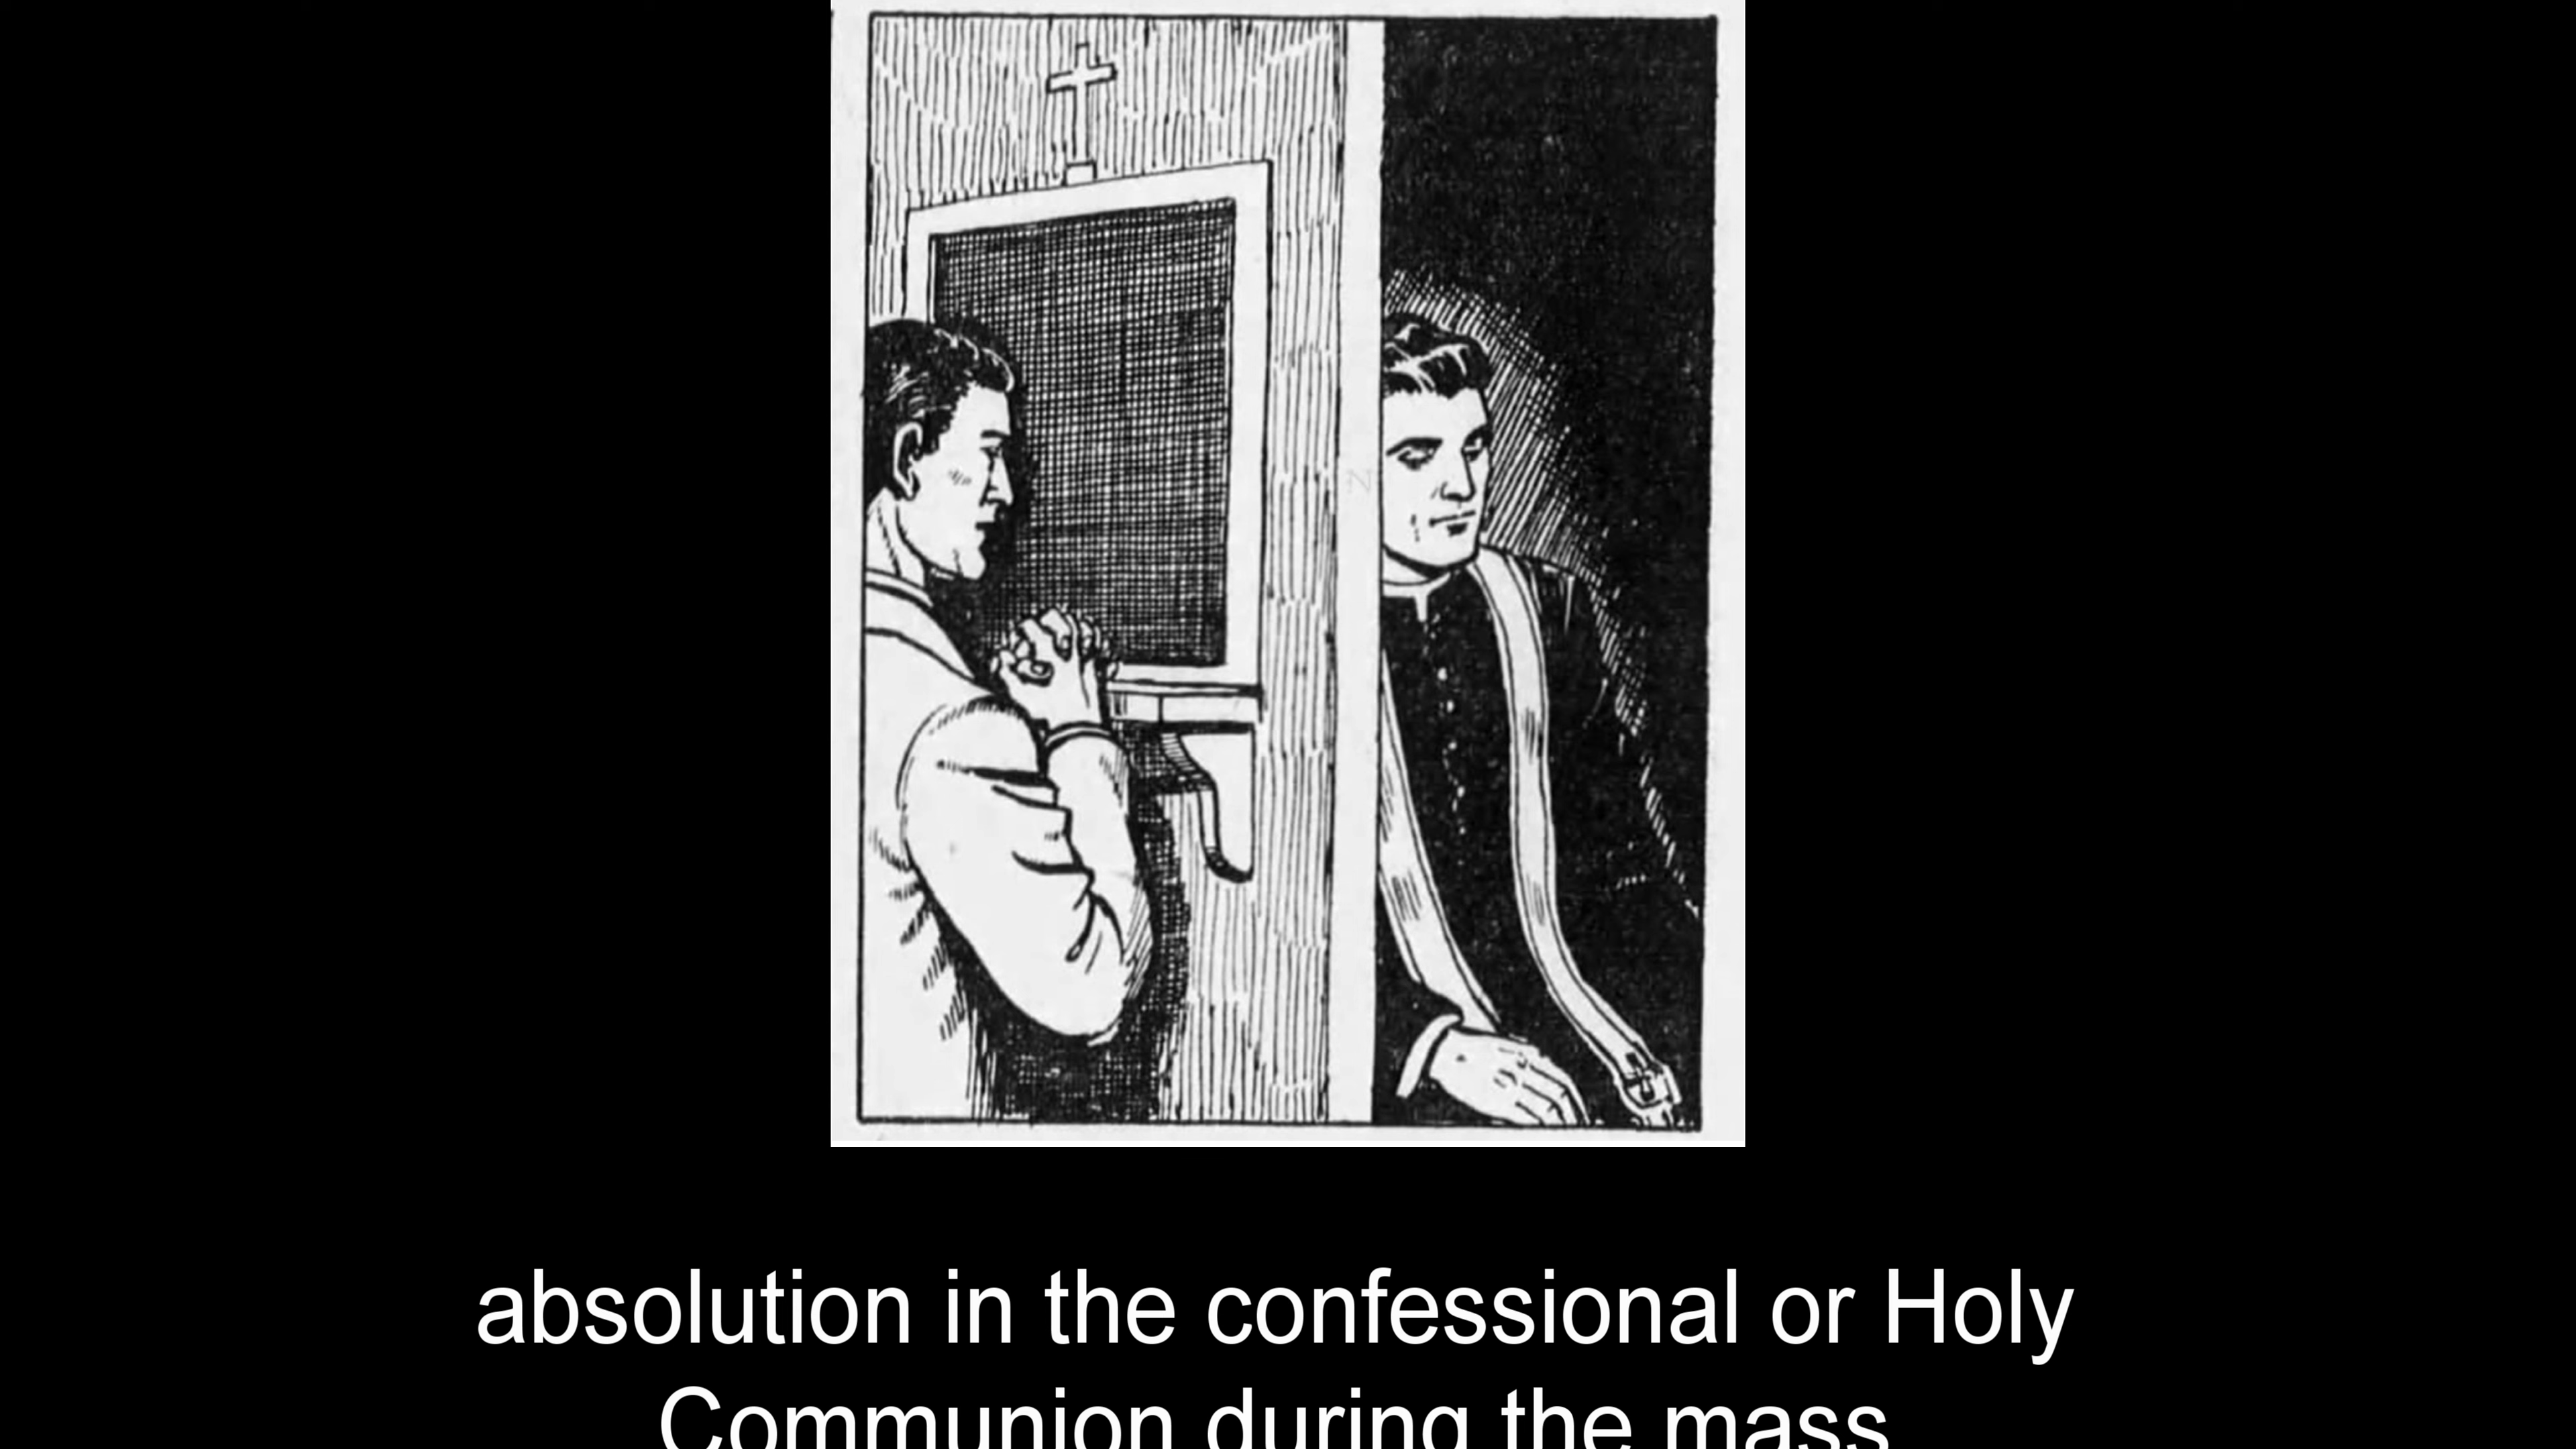 absolution in the confessional or Holy
Communion during the mass